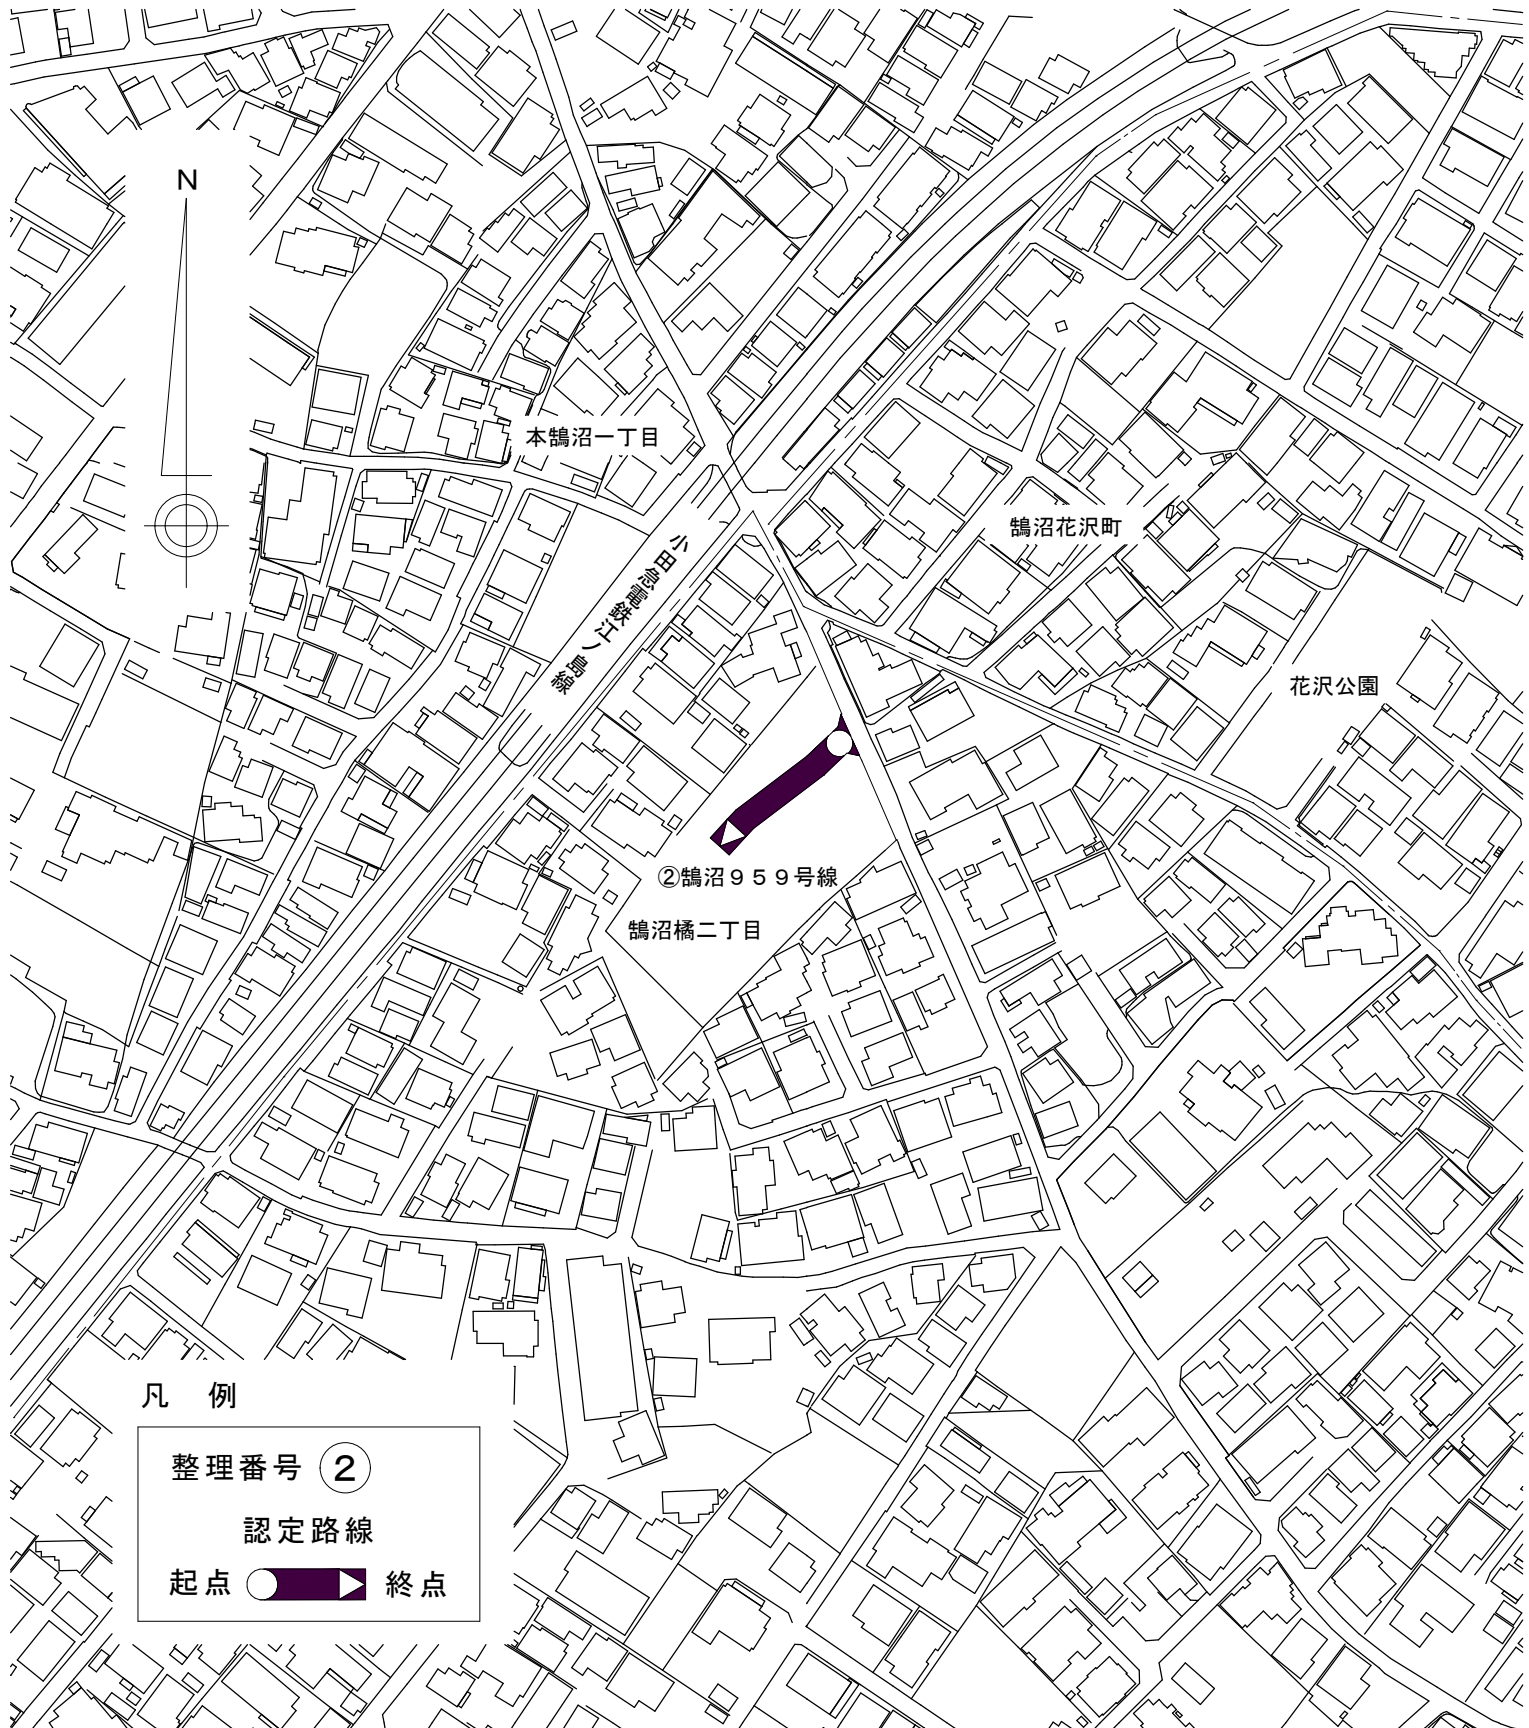 N
本鵠沼一丁目
鵠沼花沢町
小田急電鉄江ノ島線
花沢公園
②鵠沼９５９号線
鵠沼橘二丁目
凡　例
整理番号 ②
認定路線
起点 終点